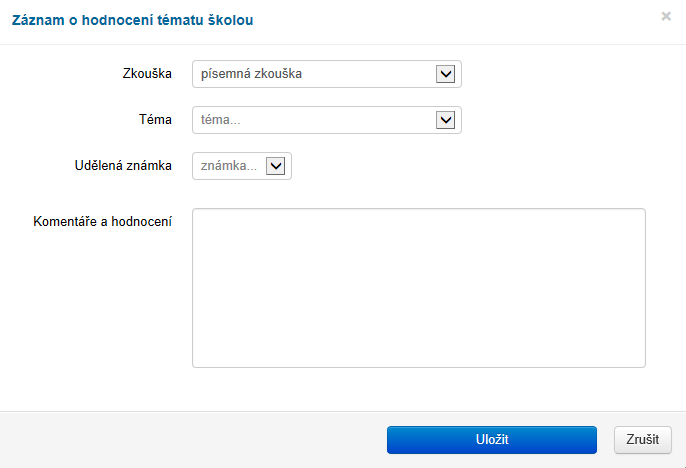 Záznam o hodnocení tématu školou
×
Zkouška
písemná zkouška
Téma
téma...
Udělená známka
známka...
Komentáře a hodnocení
Uložit
Zrušit